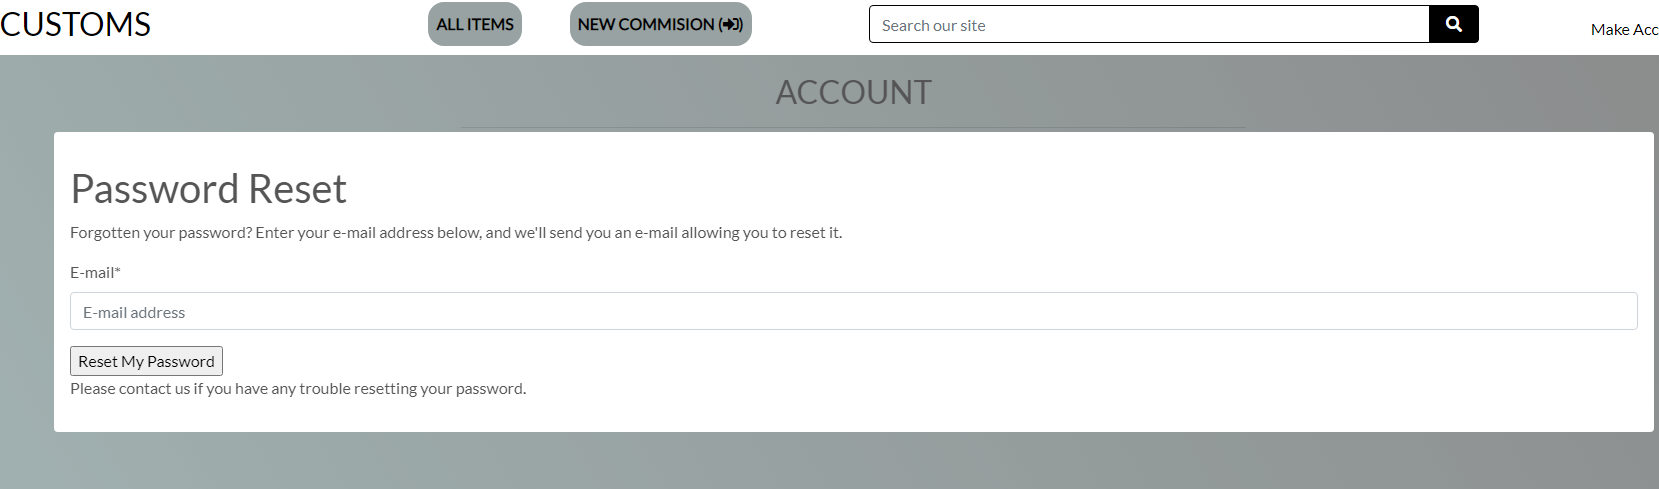 CUSTOMS
ALL ITEMS
NEW COMMISION ()
Search our site
Make Acc
ACCOUNT
Password Reset
Forgotten your password? Enter your e-mail address below, and we'll send you an e-mail allowing you to reset it.
E-mail*
E-mail address
Reset My Password
Please contact us if you have any trouble resetting your password.